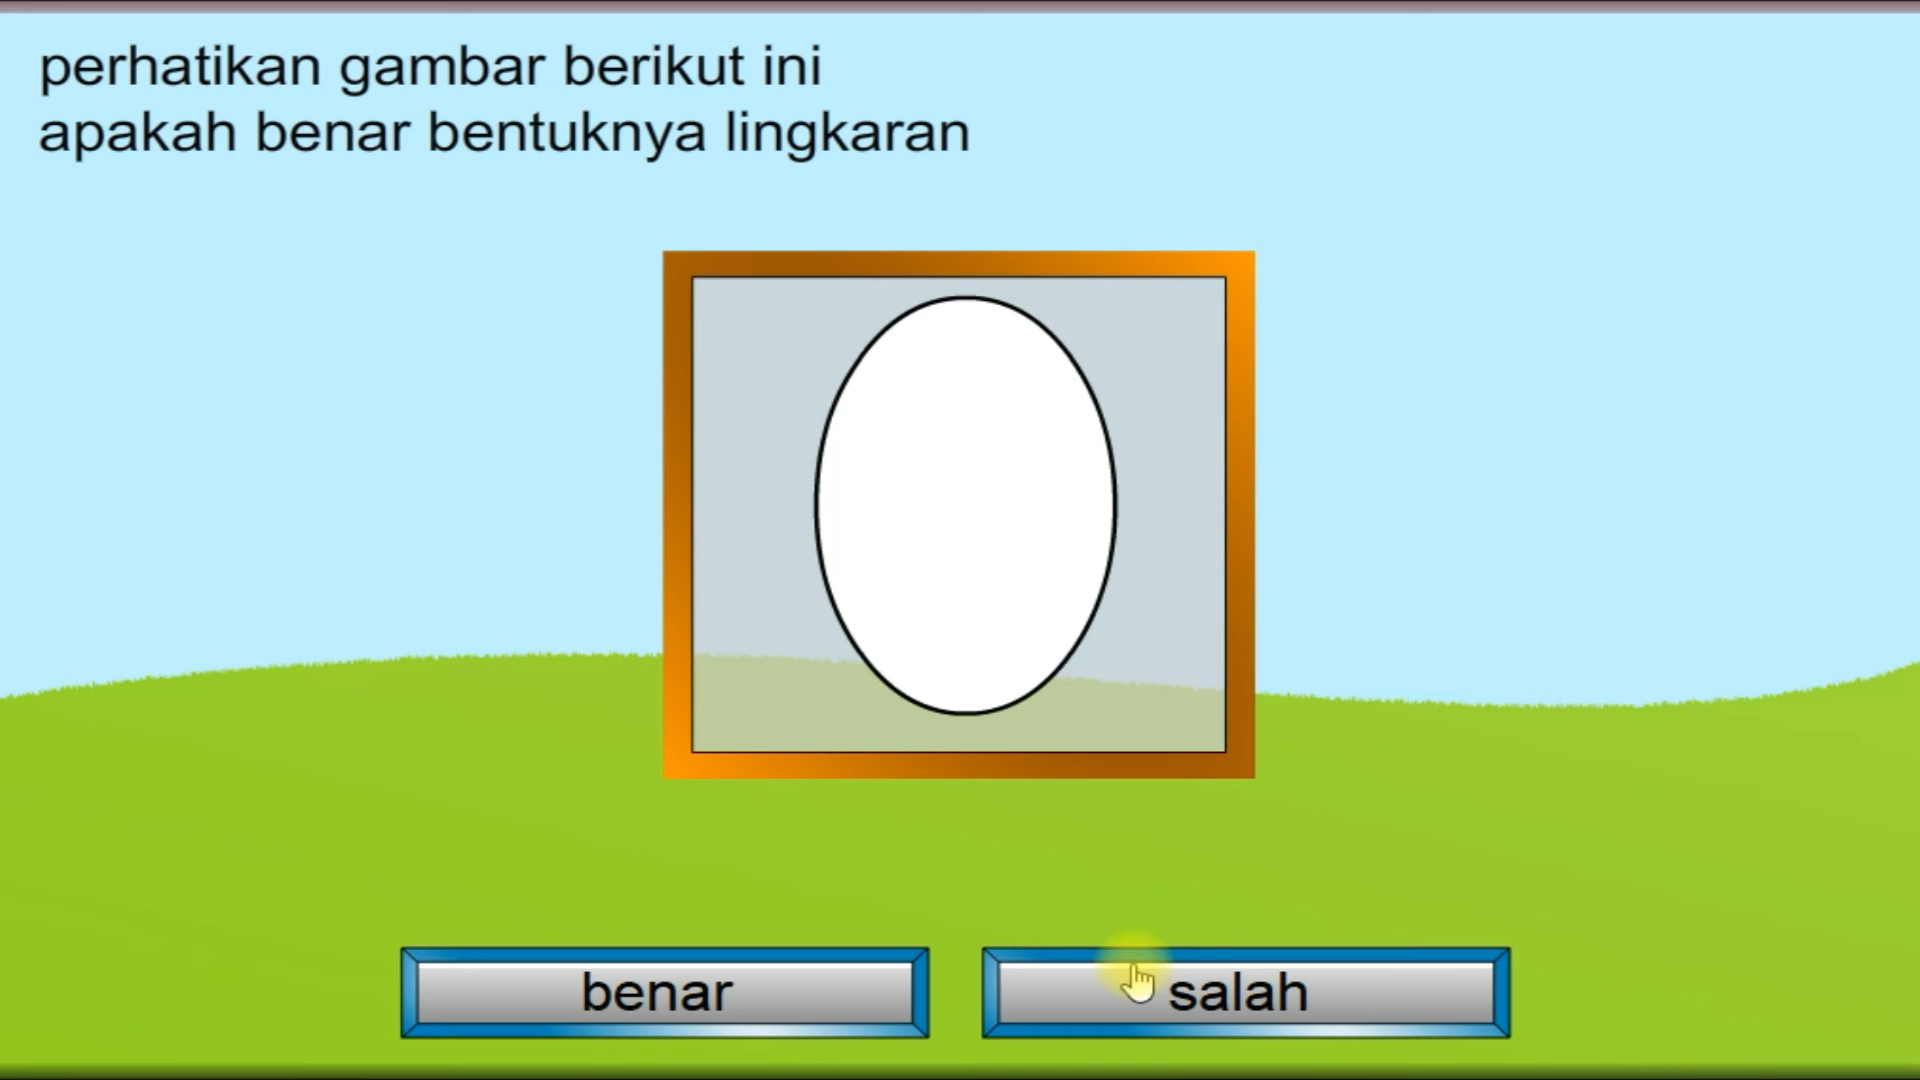 perhatikan gambar berikut ini
apakah benar bentuknya lingkaran
benar
salah